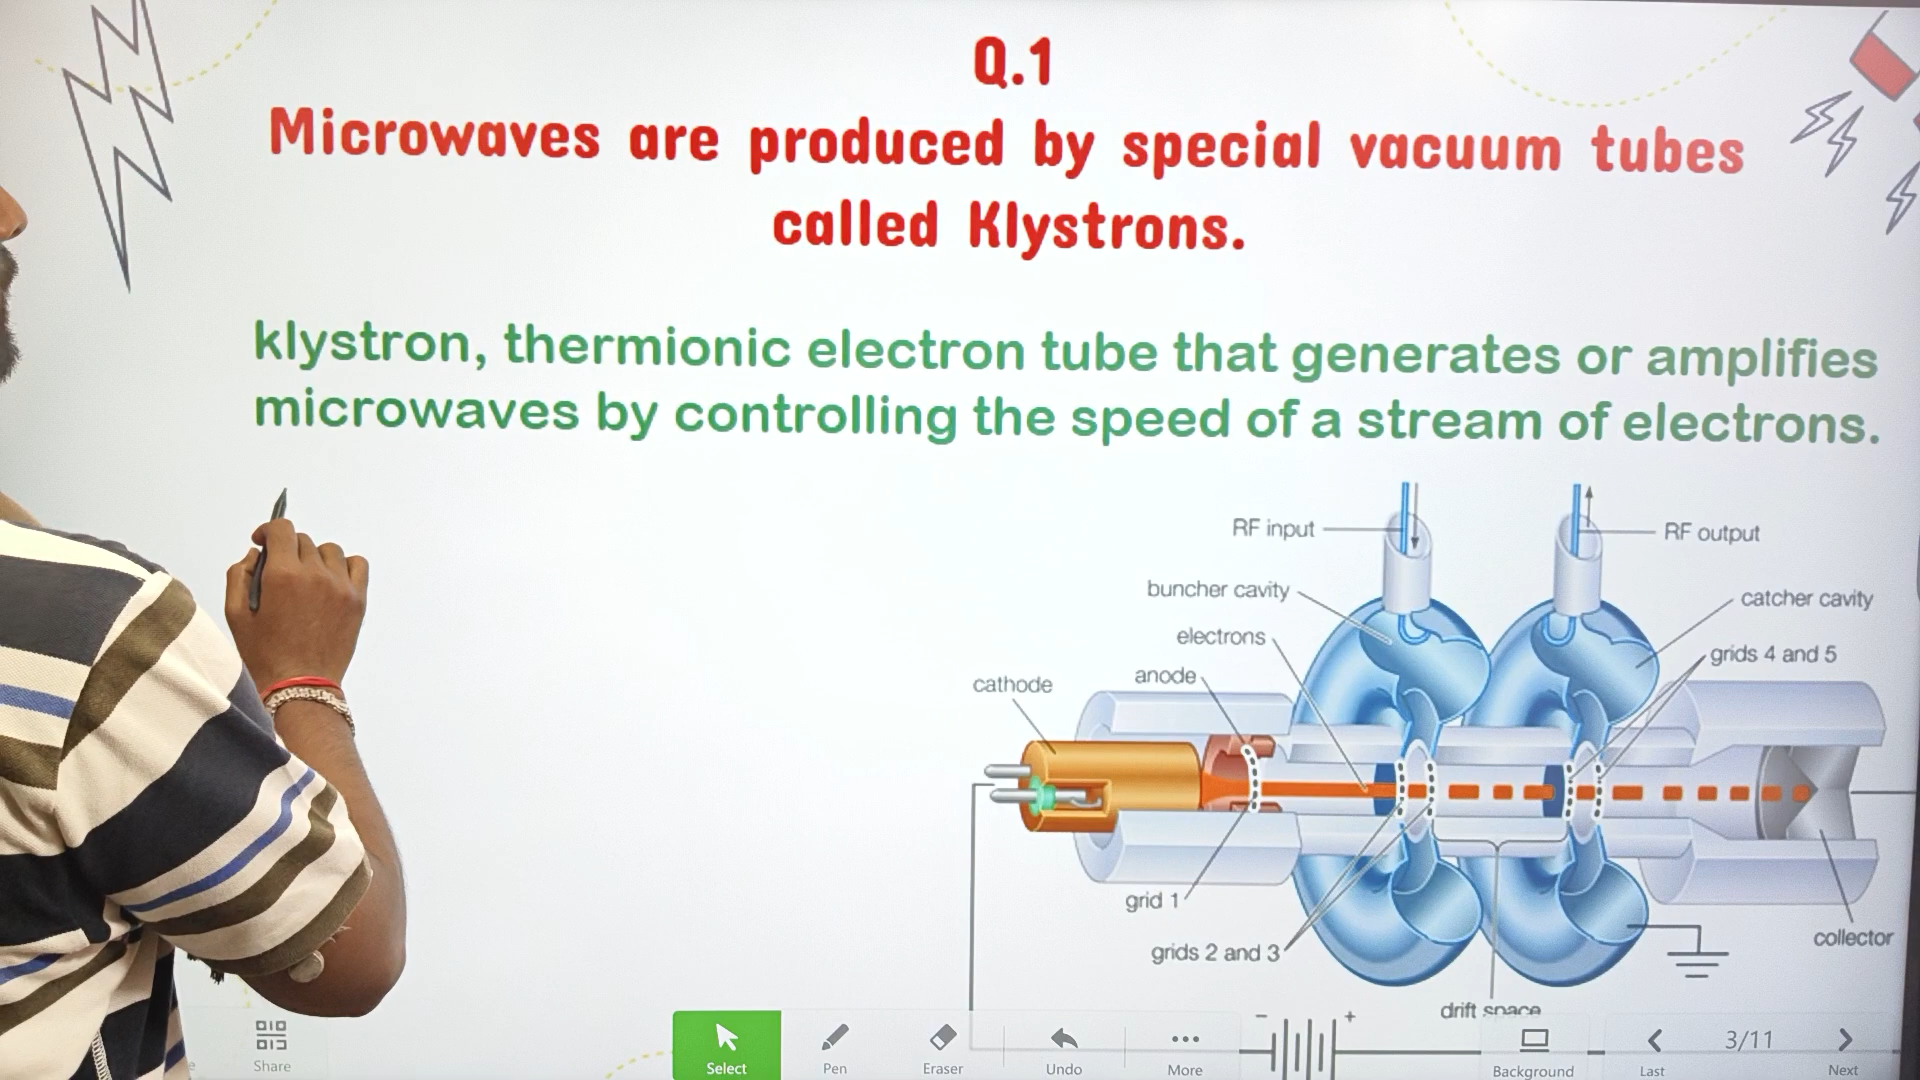 Q.1
Microwaves are produced by special vacuum tubes
called Klystrons.
klystron, thermionic electron tube that generates or amplifies
microwaves by controlling the speed of a stream of electrons.
RF input
RF output
buncher cavity
catcher cavity
electrons
grids 4 and 5
anode
cathode
grid 1
grids 2 and 3
collector
drift space
- +
Share
Select
Pen
Eraser
Undo
More
Background
Last
3/11
Next